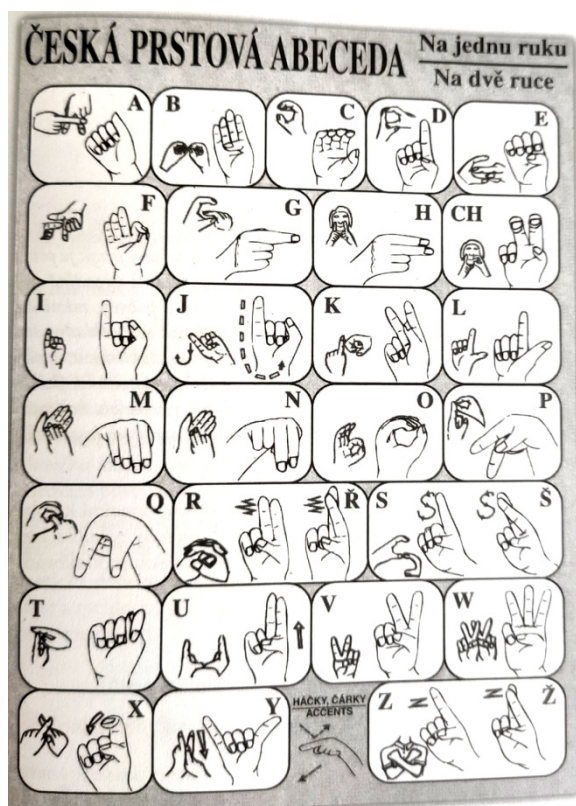 ČESKÁ PRSTOVÁ ABECEDA
Na jednu ruku
Na dvě ruce
A B C D E
F G H CH
I J K L
M N O P
Q R Ř S Š
T U V W
X Y
HÁČKY, ČÁRKY
ACCENTS
Z Ž